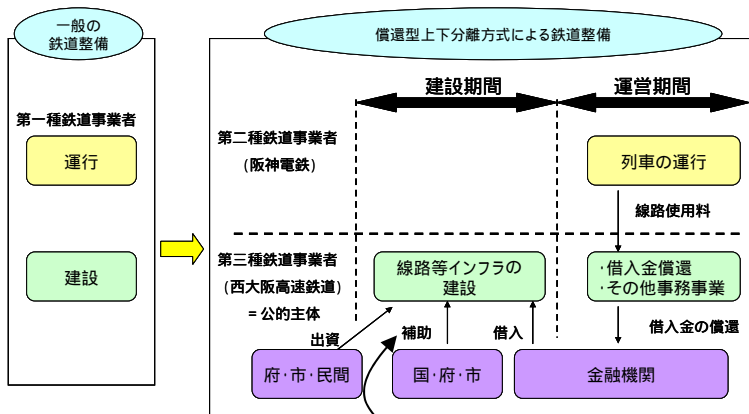 一般の
鉄道整備
償還型上下分離方式による鉄道整備
建設期間
運営期間
第一種鉄道事業者
運行
建設
第二種鉄道事業者
(阪神電鉄)
列車の運行
線路使用料
第三種鉄道事業者
(西大阪高速鉄道)
=公的主体
線路等インフラの
建設
・借入金償還
・その他事務事業
出資
補助
借入
借入金の償還
府・市・民間
国・府・市
金融機関